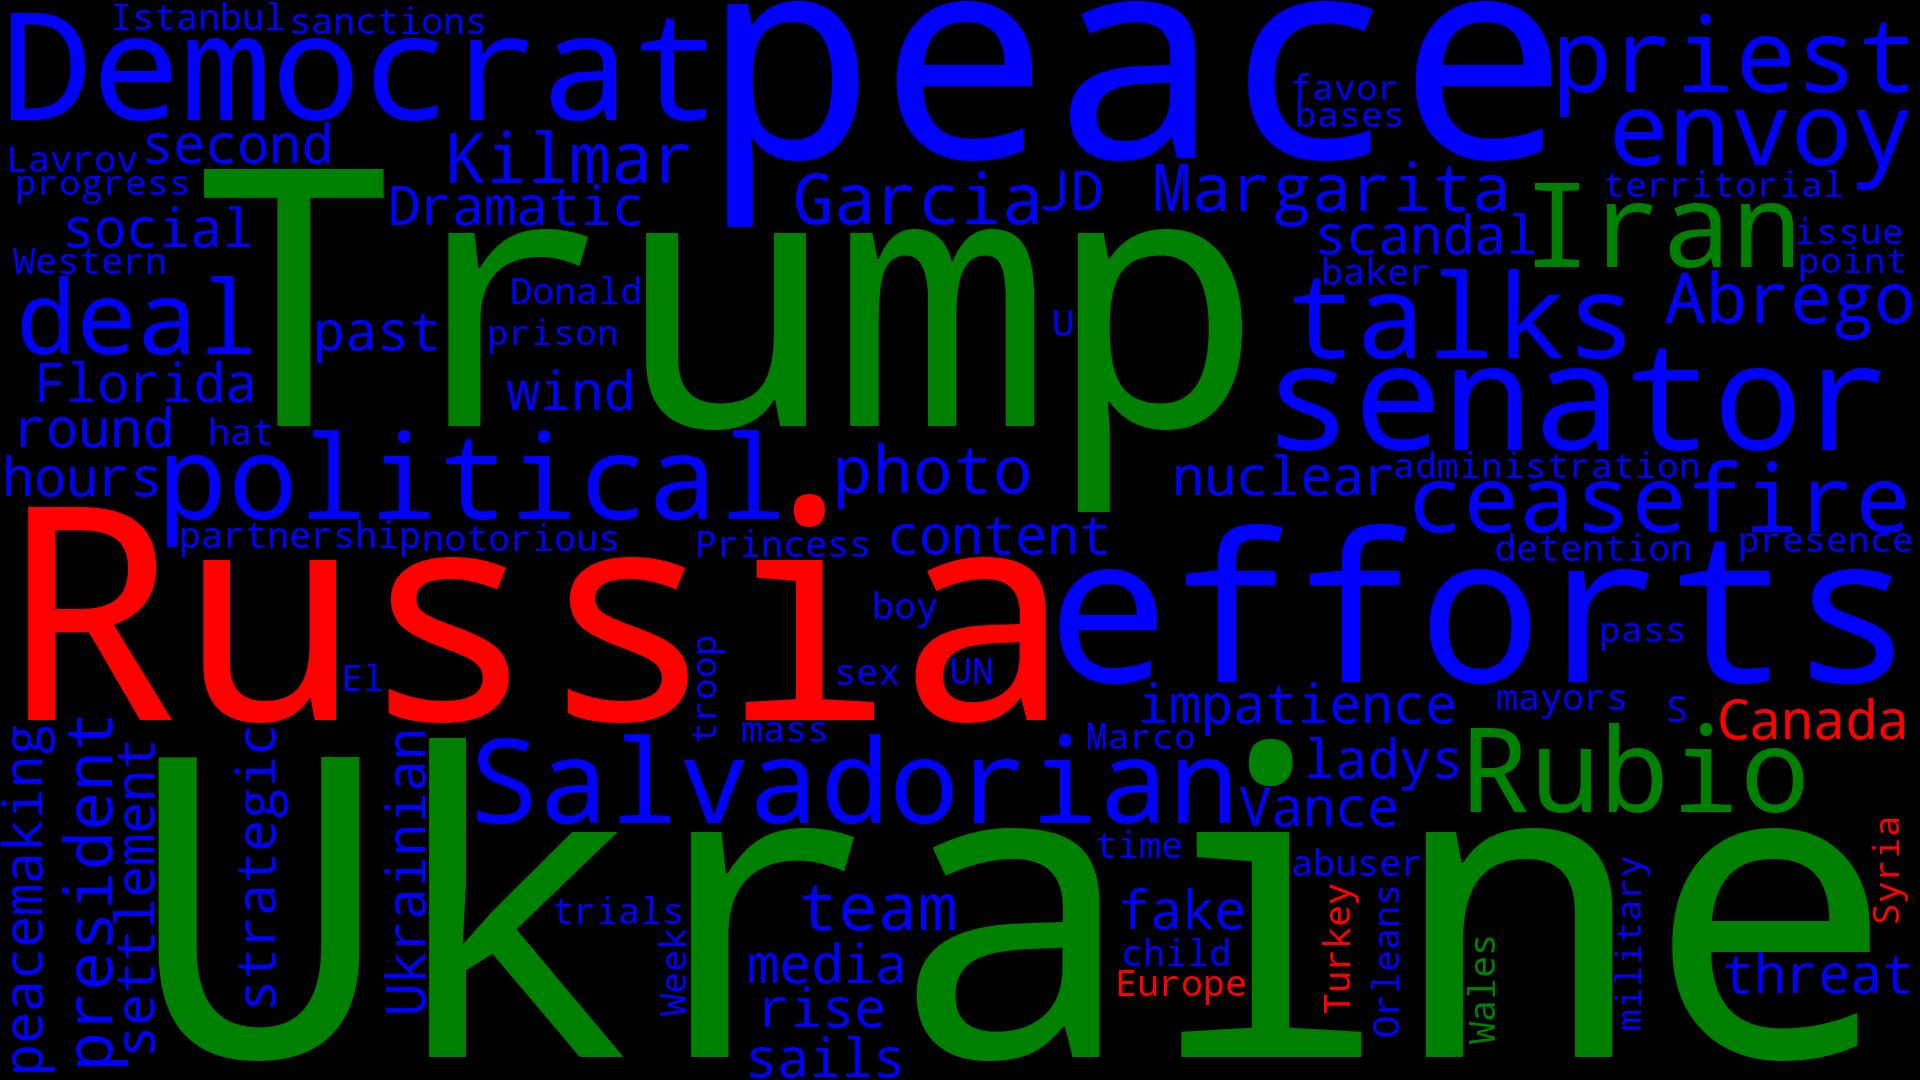 Istanbul sanctions
Democrat
peace
priest
favor
bases
envoy
Lavrov
second
progress
Kilmar
Dramatic
Garcia
JD
Margarita
territorial
Iran
social
scandal
issue
Western
baker
point
Trump
deal
Donald
talks
Abrego
past
prison
U
Florida
wind
senator
round
hat
hours
political
photo
nuclear
administration
ceasefire
partnership
notorious
Princess
content
detention
presence
Russia
efforts
boy
pass
El
troop
sex
UN
mass
impatience
mayors
S
Canada
Marco
Salvadorian
ladys
Rubio
Vance
peacemaking
president
settlement
strategic
Ukrainian
Ukraine
time
abuser
Syria
trials
team
fake
Turkey
Orleans
military
Week
media
child
Europe
Wales
threat
rise
sails